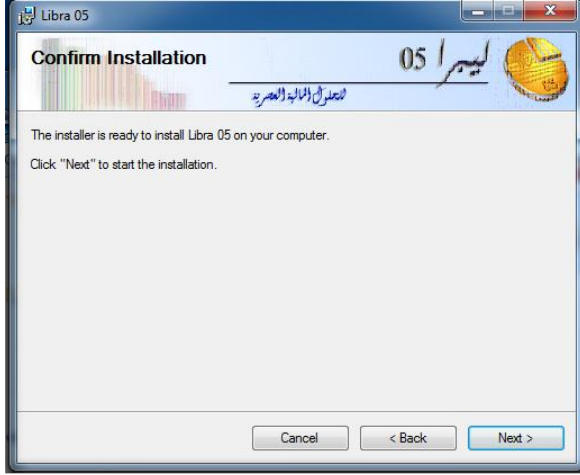 Libra 05
Confirm Installation
ليبرا 05
للحلول المالية العصرية
The installer is ready to install Libra 05 on your computer.
Click "Next" to start the installation.
Cancel
< Back
Next >